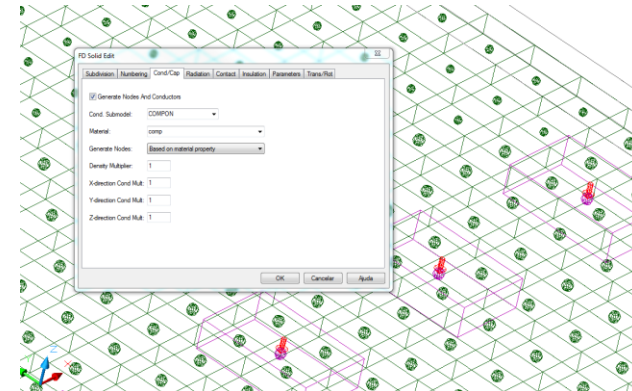 FD Solid Edit
Subdivision Numbering Cond/Cap Radiation Contact Insulation Parameters Trans/Rot
Generate Nodes And Conductors
Cond. Submodel: COMPON
Material: comp
Generate Nodes: Based on material property
Density Multiplier: 1
X-direction Cond Mult: 1
Y-direction Cond Mult: 1
Z-direction Cond Mult: 1
OK Cancelar Ajuda